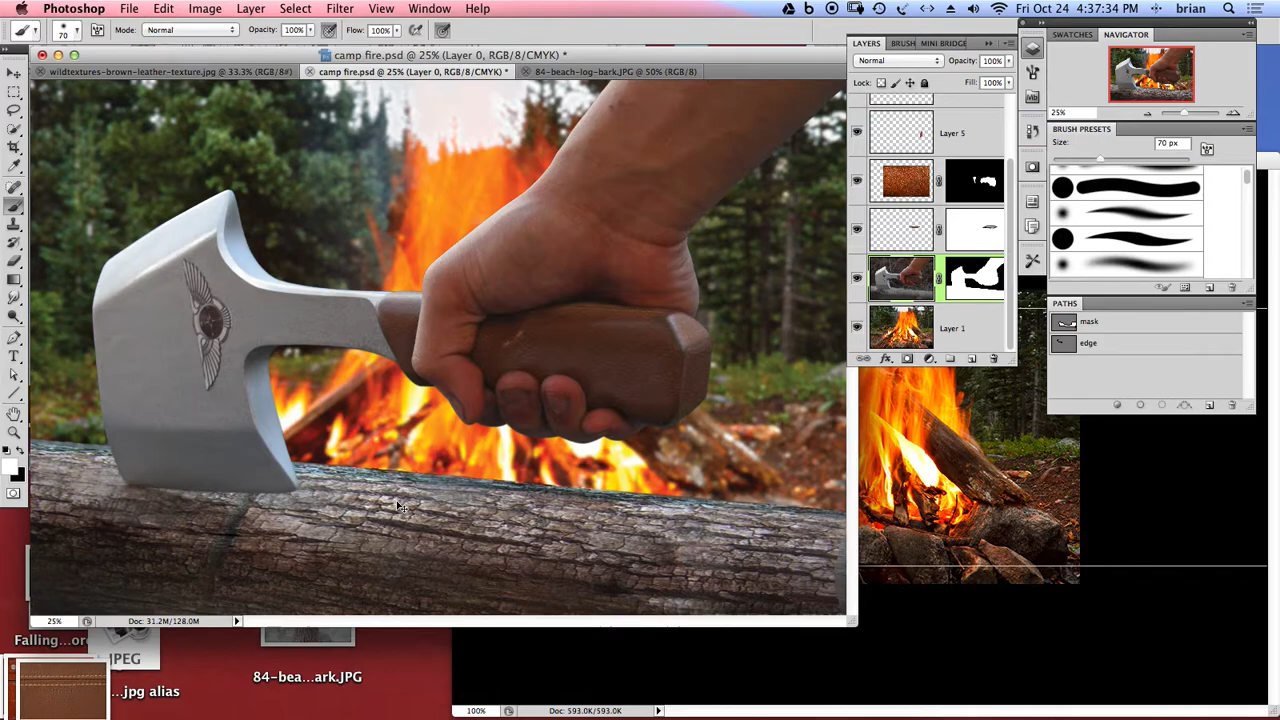 Photoshop File Edit Image Layer Select Filter View Window Help Fri Oct 24 4:37:34 PM brian
70 Mode: Normal Opacity: 100% Flow: 100%
camp fire.psd @ 25% (Layer 0, RGB/8/CMYK) *
wildtextures-brown-leather-texture.jpg @ 33.3% (RGB/8#) camp fire.psd @ 25% (Layer 0, RGB/8/CMYK) * 84-beach-log-bark.JPG @ 50% (RGB/8)
LAYERS BRUSH MINI BRIDGE
Normal Opacity: 100%
Lock: Fill: 100%
Layer 5
Layer 1
SWATCHES NAVIGATOR
25%
BRUSH PRESETS
Size: 70 px
PATHS
mask
edge
25% Doc: 31.2M/128.0M
Falling...ore
JPEG
...jpg alias
84-bea...ark.JPG
100% Doc: 593.0K/593.0K